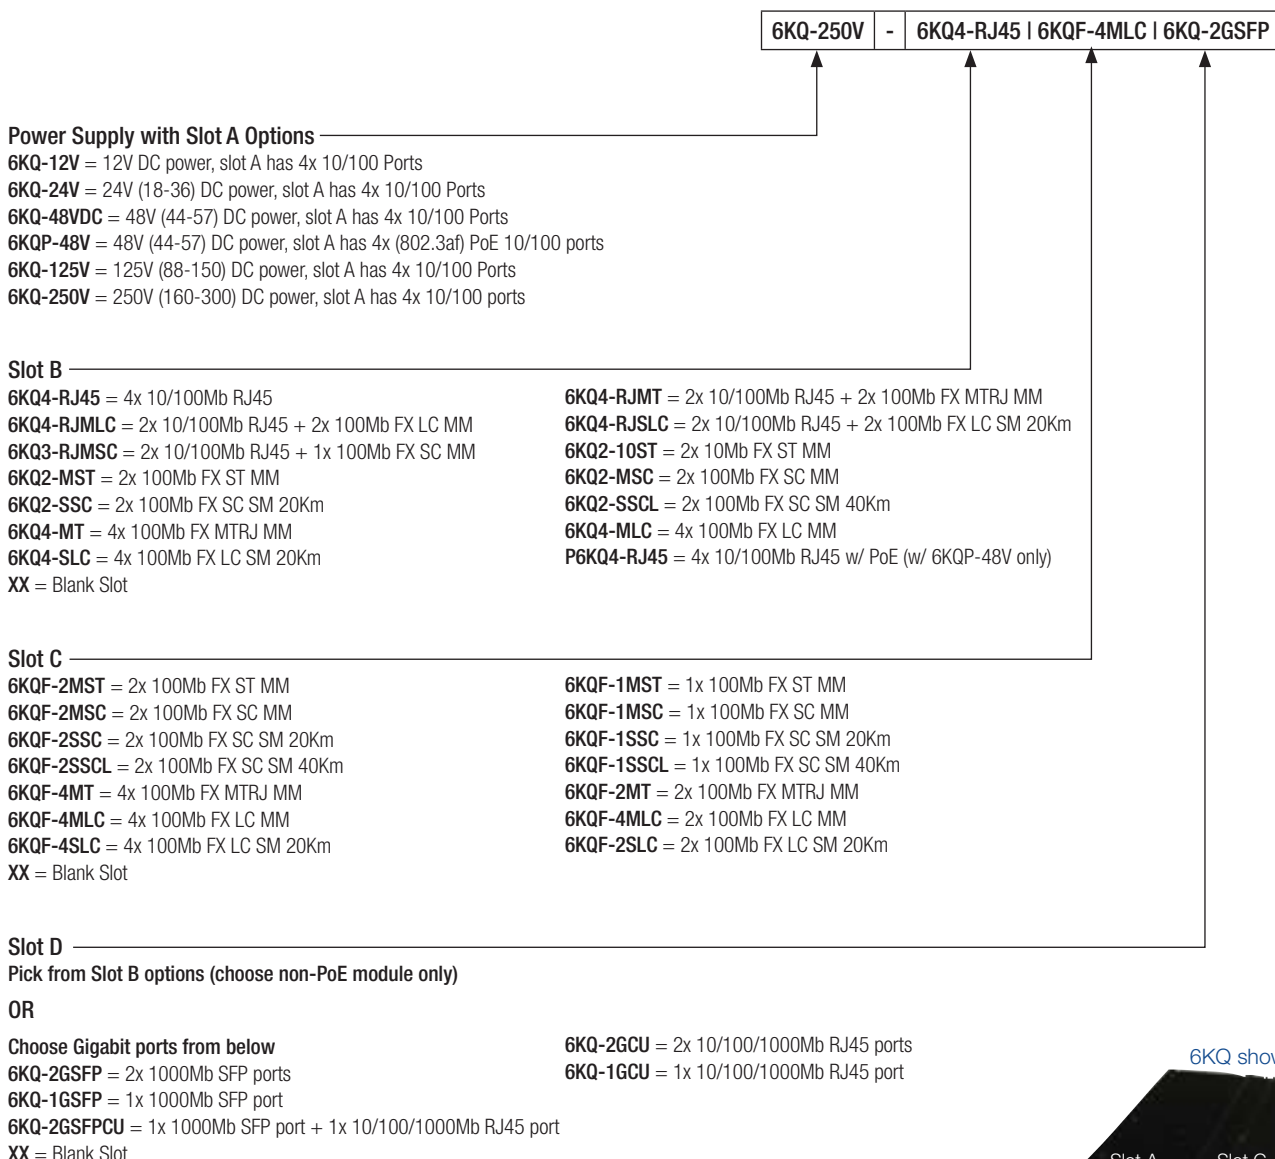 6KQ-250V - 6KQ4-RJ45 | 6KQF-4MLC | 6KQ-2GSFP
Power Supply with Slot A Options
6KQ-12V = 12V DC power, slot A has 4x 10/100 Ports
6KQ-24V = 24V (18-36) DC power, slot A has 4x 10/100 Ports
6KQ-48VDC = 48V (44-57) DC power, slot A has 4x 10/100 Ports
6KQP-48V = 48V (44-57) DC power, slot A has 4x (802.3af) PoE 10/100 ports
6KQ-125V = 125V (88-150) DC power, slot A has 4x 10/100 Ports
6KQ-250V = 250V (160-300) DC power, slot A has 4x 10/100 ports
Slot B
6KQ4-RJ45 = 4x 10/100Mb RJ45
6KQ4-RJMLC = 2x 10/100Mb RJ45 + 2x 100Mb FX LC MM
6KQ3-RJMSC = 2x 10/100Mb RJ45 + 1x 100Mb FX SC MM
6KQ2-MST = 2x 100Mb FX ST MM
6KQ2-SSC = 2x 100Mb FX SC SM 20Km
6KQ4-MT = 4x 100Mb FX MTRJ MM
6KQ4-SLC = 4x 100Mb FX LC SM 20Km
XX = Blank Slot
6KQ4-RJMT = 2x 10/100Mb RJ45 + 2x 100Mb FX MTRJ MM
6KQ4-RJSLC = 2x 10/100Mb RJ45 + 2x 100Mb FX LC SM 20Km
6KQ2-10ST = 2x 10Mb FX ST MM
6KQ2-MSC = 2x 100Mb FX SC MM
6KQ2-SSCL = 2x 100Mb FX SC SM 40Km
6KQ4-MLC = 4x 100Mb FX LC MM
P6KQ4-RJ45 = 4x 10/100Mb RJ45 w/ PoE (w/ 6KQP-48V only)
Slot C
6KQF-2MST = 2x 100Mb FX ST MM
6KQF-2MSC = 2x 100Mb FX SC MM
6KQF-2SSC = 2x 100Mb FX SC SM 20Km
6KQF-2SSCL = 2x 100Mb FX SC SM 40Km
6KQF-4MT = 4x 100Mb FX MTRJ MM
6KQF-4MLC = 4x 100Mb FX LC MM
6KQF-4SLC = 4x 100Mb FX LC SM 20Km
XX = Blank Slot
6KQF-1MST = 1x 100Mb FX ST MM
6KQF-1MSC = 1x 100Mb FX SC MM
6KQF-1SSC = 1x 100Mb FX SC SM 20Km
6KQF-1SSCL = 1x 100Mb FX SC SM 40Km
6KQF-2MT = 2x 100Mb FX MTRJ MM
6KQF-4MLC = 2x 100Mb FX LC MM
6KQF-2SLC = 2x 100Mb FX LC SM 20Km
Slot D
Pick from Slot B options (choose non-PoE module only)
OR
Choose Gigabit ports from below
6KQ-2GSFP = 2x 1000Mb SFP ports
6KQ-1GSFP = 1x 1000Mb SFP port
6KQ-2GSFPCU = 1x 1000Mb SFP port + 1x 10/100/1000Mb RJ45 port
XX = Blank Slot
6KQ-2GCU = 2x 10/100/1000Mb RJ45 ports
6KQ-1GCU = 1x 10/100/1000Mb RJ45 port
6KQ
Slot A Slot C